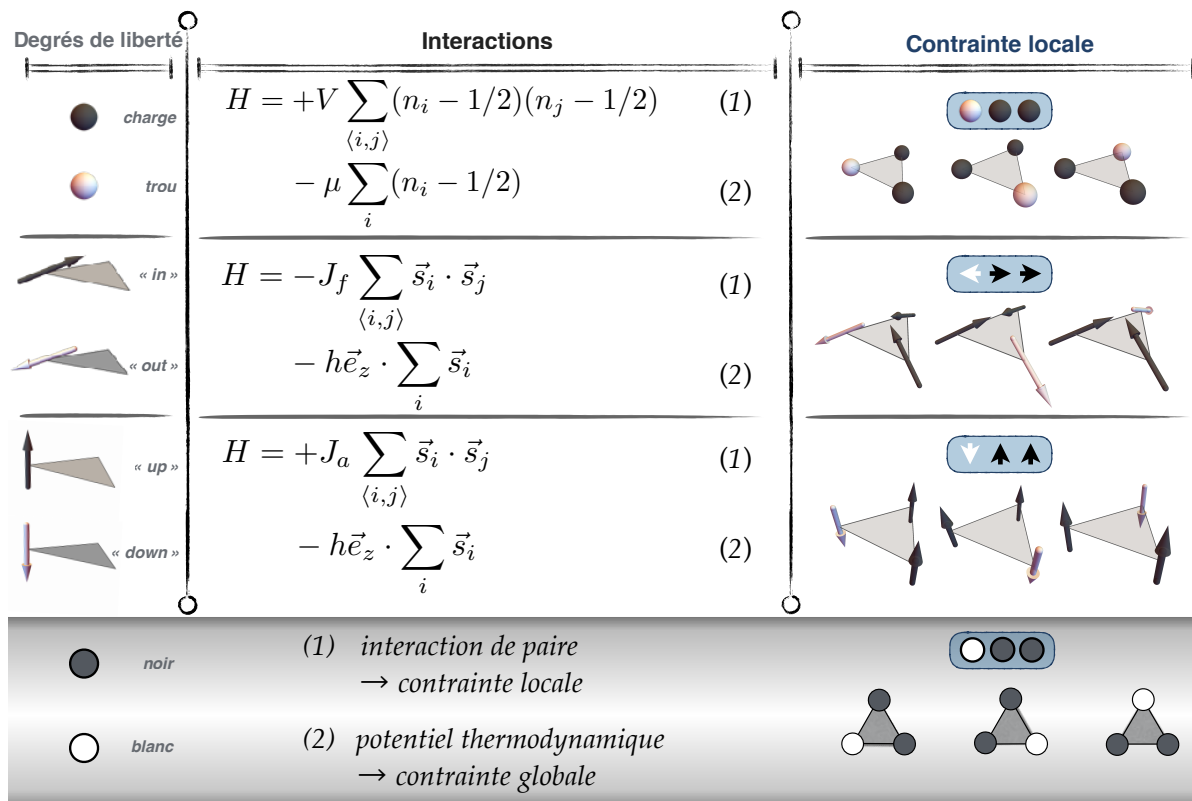 Degrés de liberté
Interactions
Contrainte locale
charge
H = +V ∑⟨i,j⟩ (n_i − 1/2)(n_j − 1/2) (1)
trou
− μ ∑_i (n_i − 1/2) (2)
« in »
H = −J_f ∑⟨i,j⟩ s⃗_i · s⃗_j (1)
« out »
− h e⃗_z · ∑_i s⃗_i (2)
« up »
H = +J_a ∑⟨i,j⟩ s⃗_i · s⃗_j (1)
« down »
− h e⃗_z · ∑_i s⃗_i (2)
noir
(1) interaction de paire
→ contrainte locale
blanc
(2) potentiel thermodynamique
→ contrainte globale